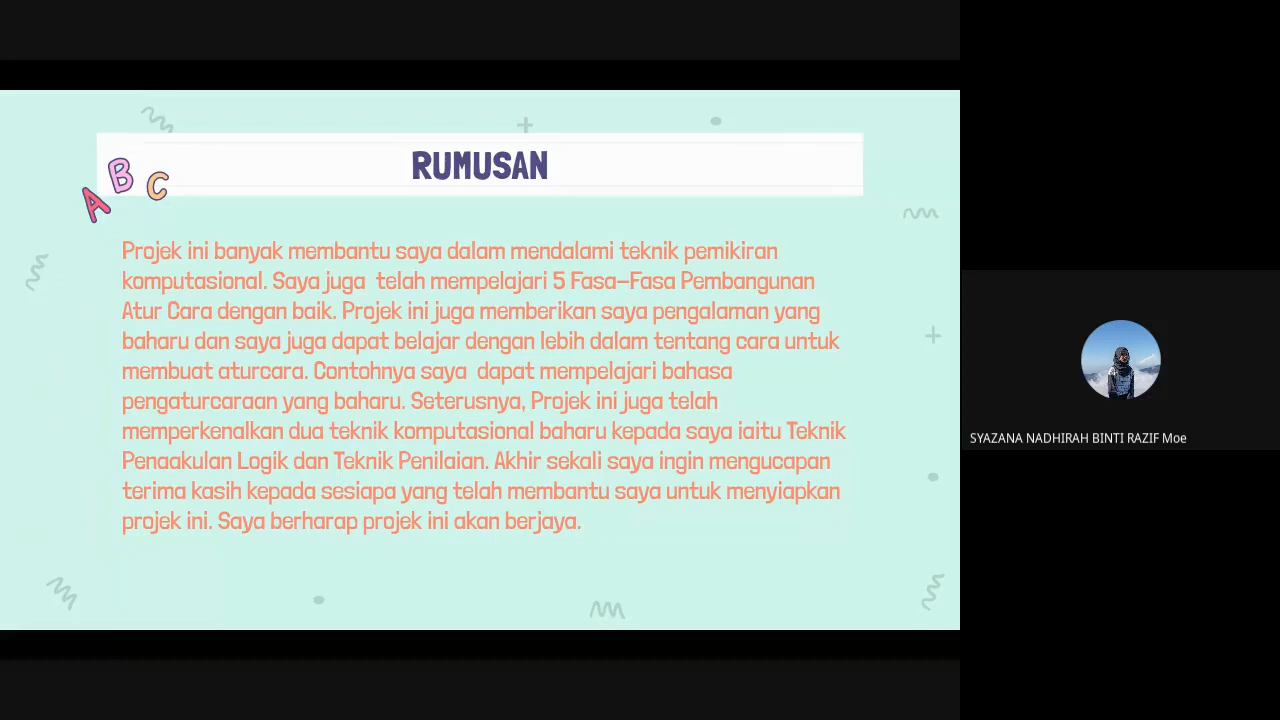 RUMUSAN
A B C
Projek ini banyak membantu saya dalam mendalami teknik pemikiran
komputasional. Saya juga telah mempelajari 5 Fasa-Fasa Pembangunan
Atur Cara dengan baik. Projek ini juga memberikan saya pengalaman yang
baharu dan saya juga dapat belajar dengan lebih dalam tentang cara untuk
membuat aturcara. Contohnya saya dapat mempelajari bahasa
pengaturcaraan yang baharu. Seterusnya, Projek ini juga telah
memperkenalkan dua teknik komputasional baharu kepada saya iaitu Teknik
Penaakulan Logik dan Teknik Penilaian. Akhir sekali saya ingin mengucapan
terima kasih kepada sesiapa yang telah membantu saya untuk menyiapkan
projek ini. Saya berharap projek ini akan berjaya.
SYAZANA NADHIRAH BINTI RAZIF Moe